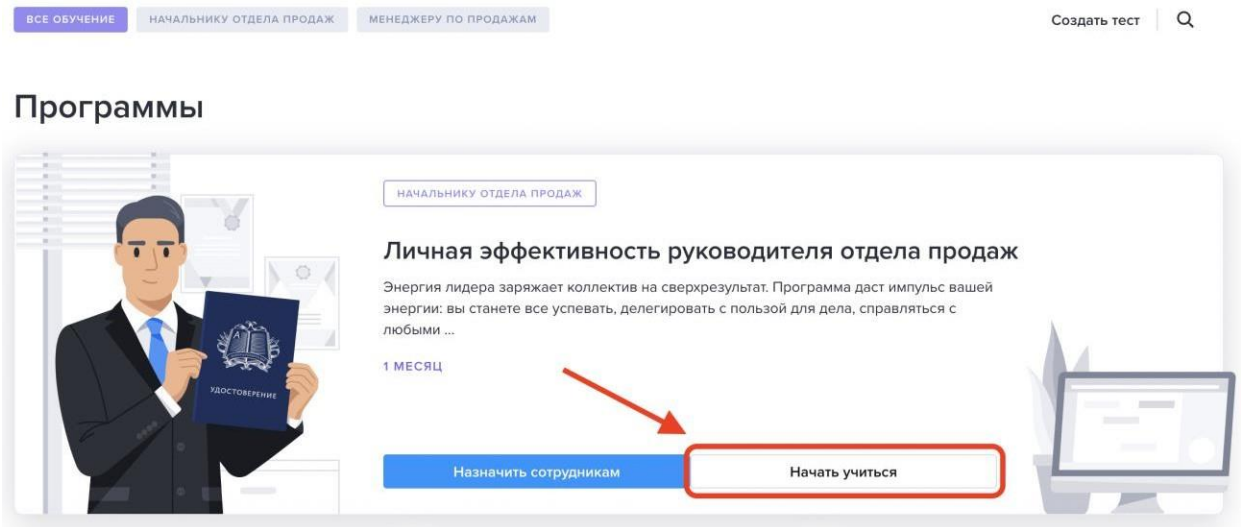 ВСЕ ОБУЧЕНИЕ
НАЧАЛЬНИКУ ОТДЕЛА ПРОДАЖ
МЕНЕДЖЕРУ ПО ПРОДАЖАМ
Создать тест
Программы
НАЧАЛЬНИКУ ОТДЕЛА ПРОДАЖ
Личная эффективность руководителя отдела продаж
Энергия лидера заряжает коллектив на сверхрезультат. Программа даст импульс вашей
энергии: вы станете все успевать, делегировать с пользой для дела, справляться с
любыми ...
1 МЕСЯЦ
УДОСТОВЕРЕНИЕ
Назначить сотрудникам
Начать учиться